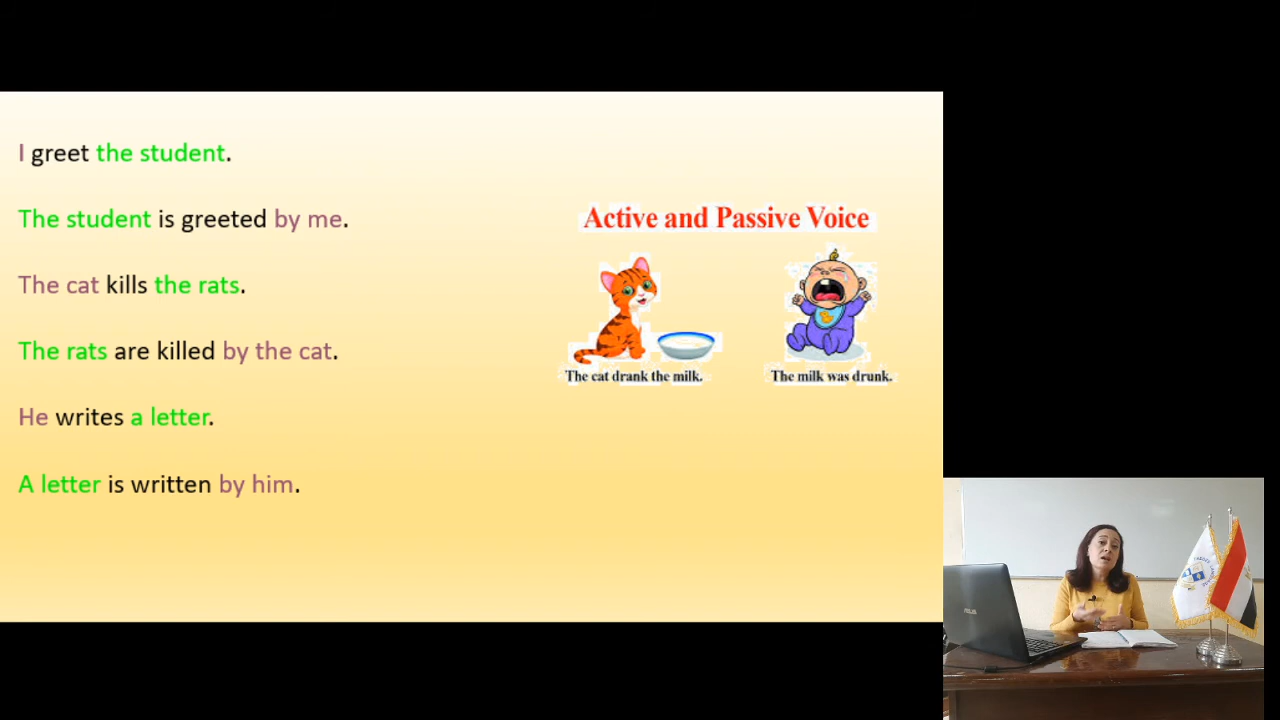 I greet the student.
The student is greeted by me.
The cat kills the rats.
The rats are killed by the cat.
He writes a letter.
A letter is written by him.
Active and Passive Voice
The cat drank the milk.
The milk was drunk.
ASUS